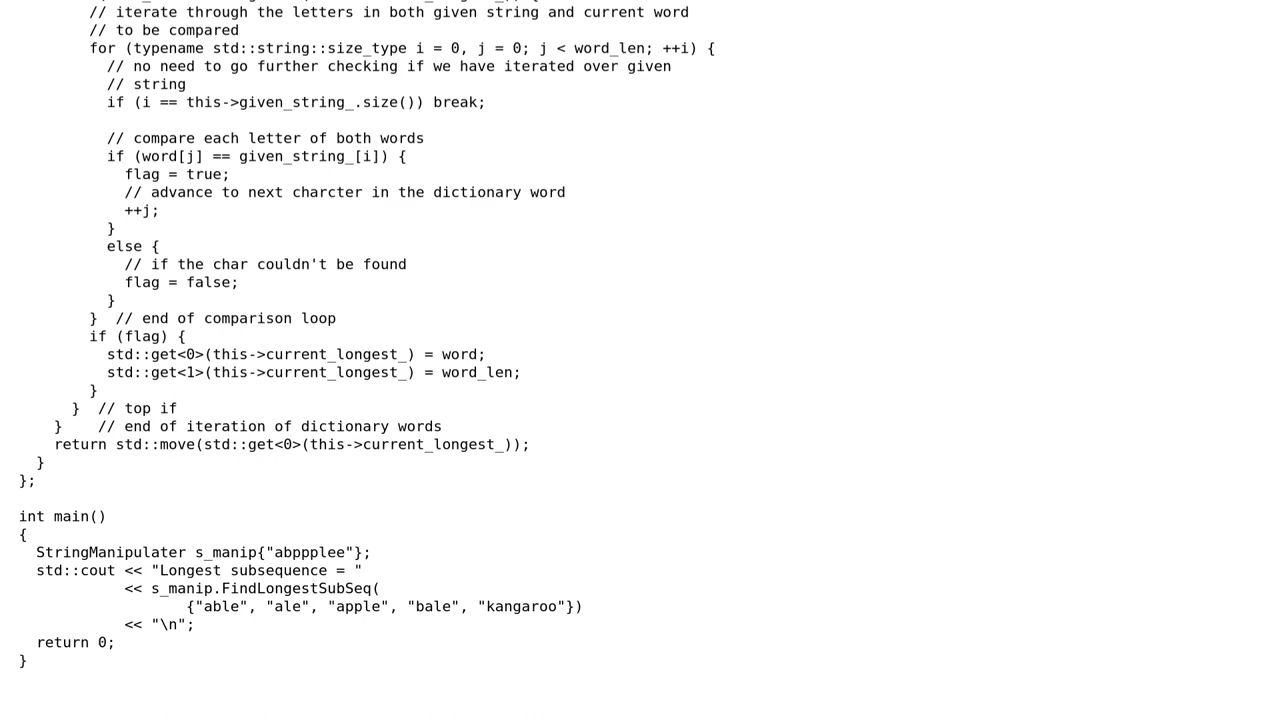 // iterate through the letters in both given string and current word
// to be compared
for (typename std::string::size_type i = 0, j = 0; j < word_len; ++i) {
// no need to go further checking if we have iterated over given
// string
if (i == this->given_string_.size()) break;
// compare each letter of both words
if (word[j] == given_string_[i]) {
flag = true;
// advance to next charcter in the dictionary word
++j;
}
else {
// if the char couldn't be found
flag = false;
}
}  // end of comparison loop
if (flag) {
std::get<0>(this->current_longest_) = word;
std::get<1>(this->current_longest_) = word_len;
}
}  // top if
}    // end of iteration of dictionary words
return std::move(std::get<0>(this->current_longest_));
}
};
int main()
{
StringManipulater s_manip{"abppplee"};
std::cout << "Longest subsequence = "
<< s_manip.FindLongestSubSeq(
{"able", "ale", "apple", "bale", "kangaroo"})
<< "\n";
return 0;
}